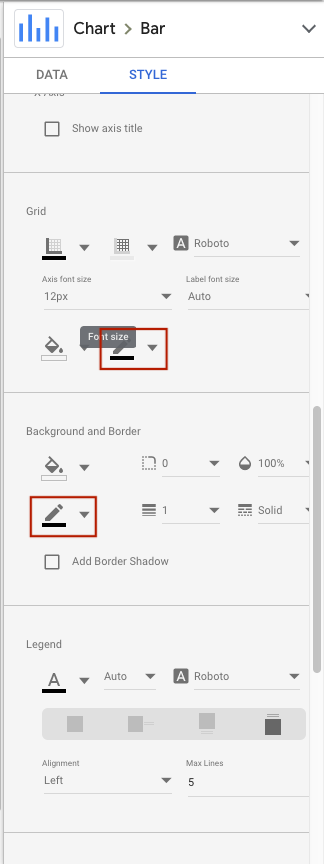 Chart > Bar
DATA STYLE
X Axis
Show axis title
Grid
A Roboto
Axis font size Label font size
12px Auto
Font size
Background and Border
0 100%
1 Solid
Add Border Shadow
Legend
A Auto A Roboto
Alignment Max Lines
Left 5